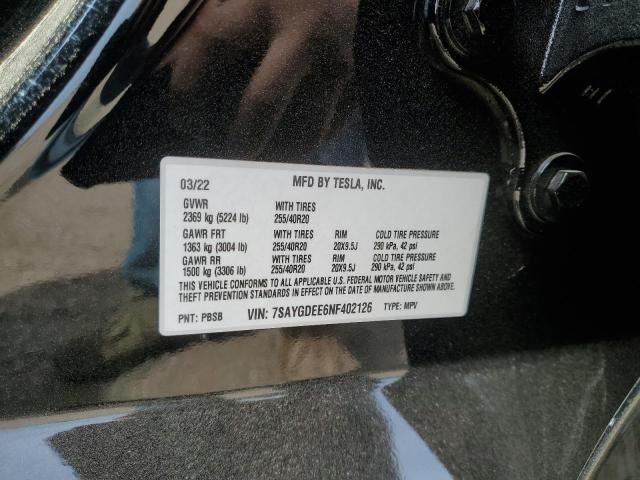 03/22 MFD BY TESLA, INC.
GVWR WITH TIRES
2369 kg (5224 lb) 255/40R20
GAWR FRT WITH TIRES RIM COLD TIRE PRESSURE
1363 kg (3004 lb) 255/40R20 20X9.5J 290 kPa, 42 psi
GAWR RR WITH TIRES RIM COLD TIRE PRESSURE
1500 kg (3306 lb) 255/40R20 20X9.5J 290 kPa, 42 psi
THIS VEHICLE CONFORMS TO ALL APPLICABLE U.S. FEDERAL MOTOR VEHICLE SAFETY AND
THEFT PREVENTION STANDARDS IN EFFECT ON THE DATE OF MANUFACTURE SHOWN ABOVE.
PNT: PBSB VIN: 7SAYGDEE6NF402126 TYPE: MPV